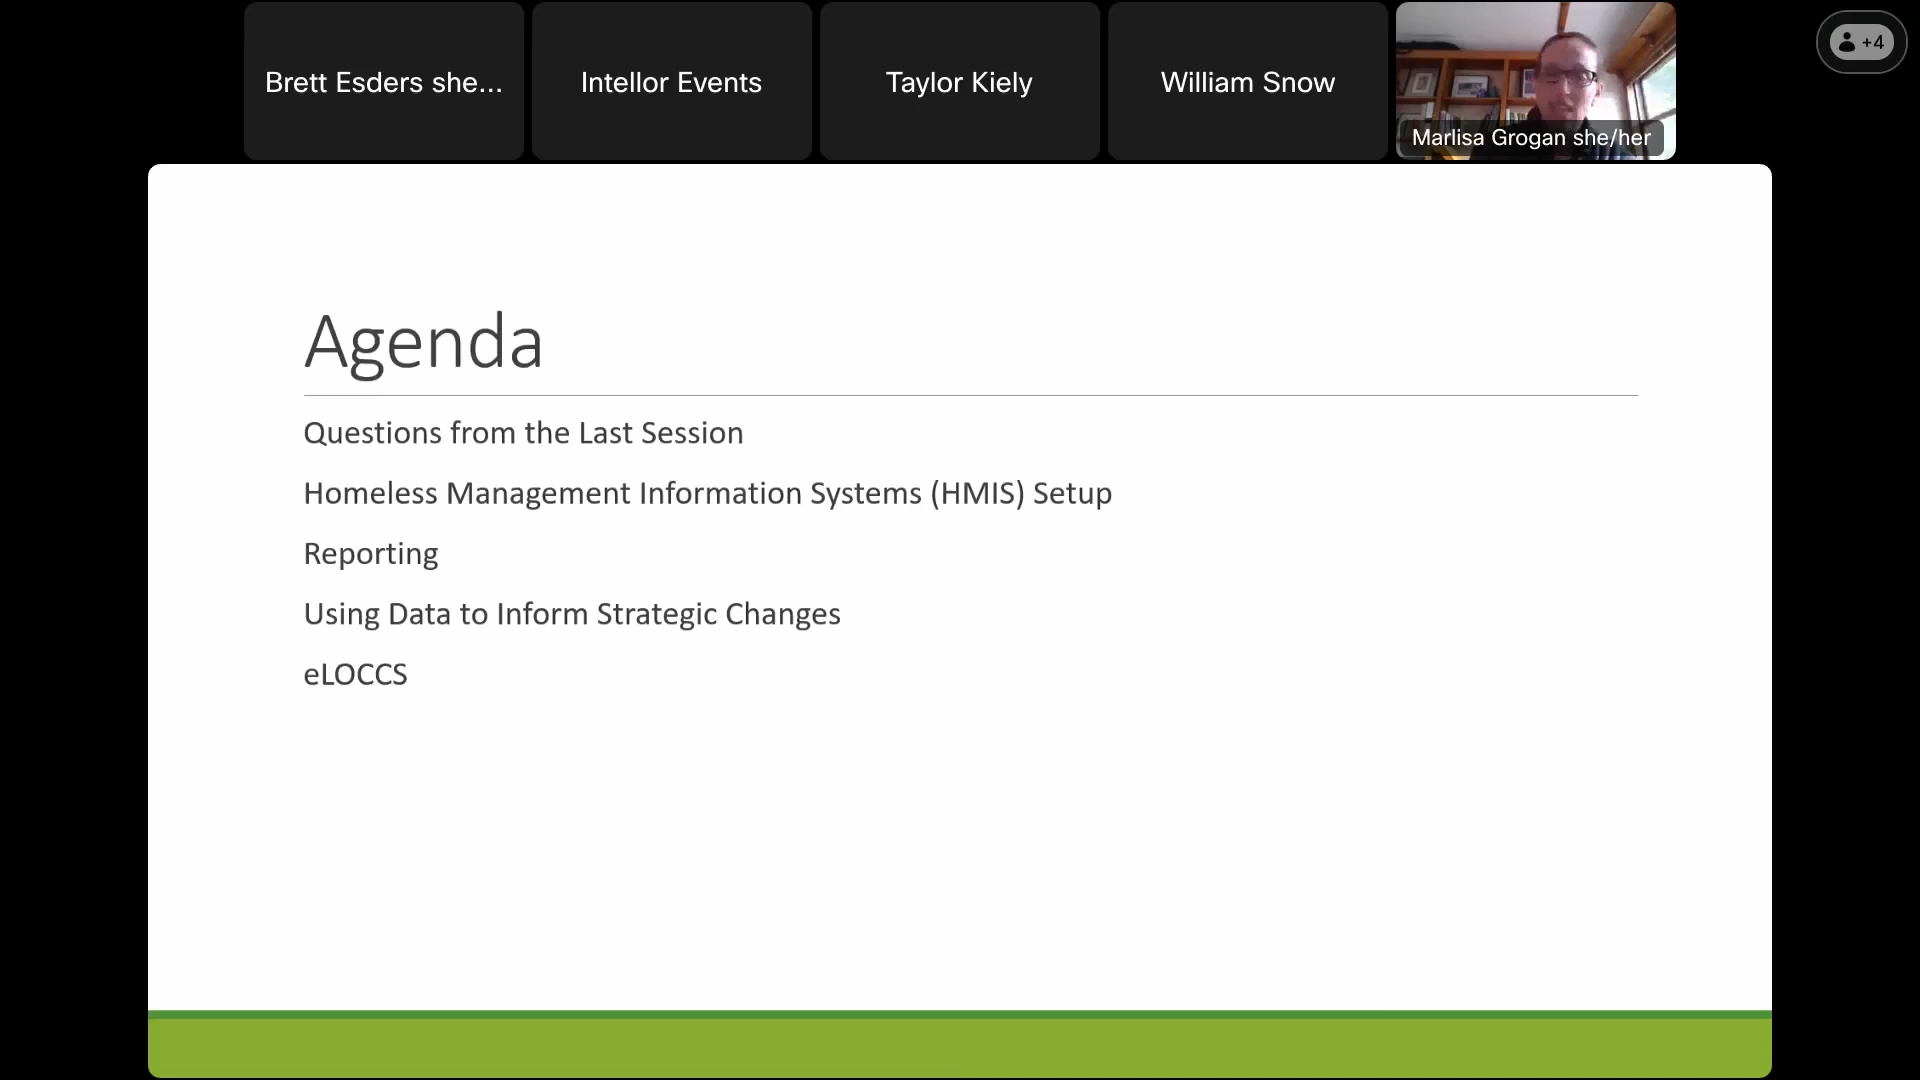 Brett Esders she...
Intellor Events
Taylor Kiely
William Snow
Marlisa Grogan she/her
+4
Agenda
Questions from the Last Session
Homeless Management Information Systems (HMIS) Setup
Reporting
Using Data to Inform Strategic Changes
eLOCCS